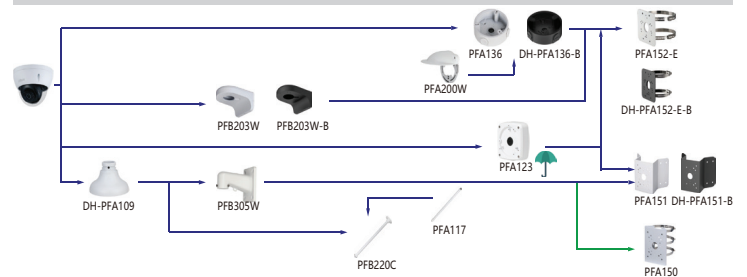 PFA136 DH-PFA136-B
PFA152-E
PFA200W
DH-PFA152-E-B
PFB203W PFB203W-B
PFA123
DH-PFA109
PFB305W
PFA117
PFA151 DH-PFA151-B
PFB220C
PFA150